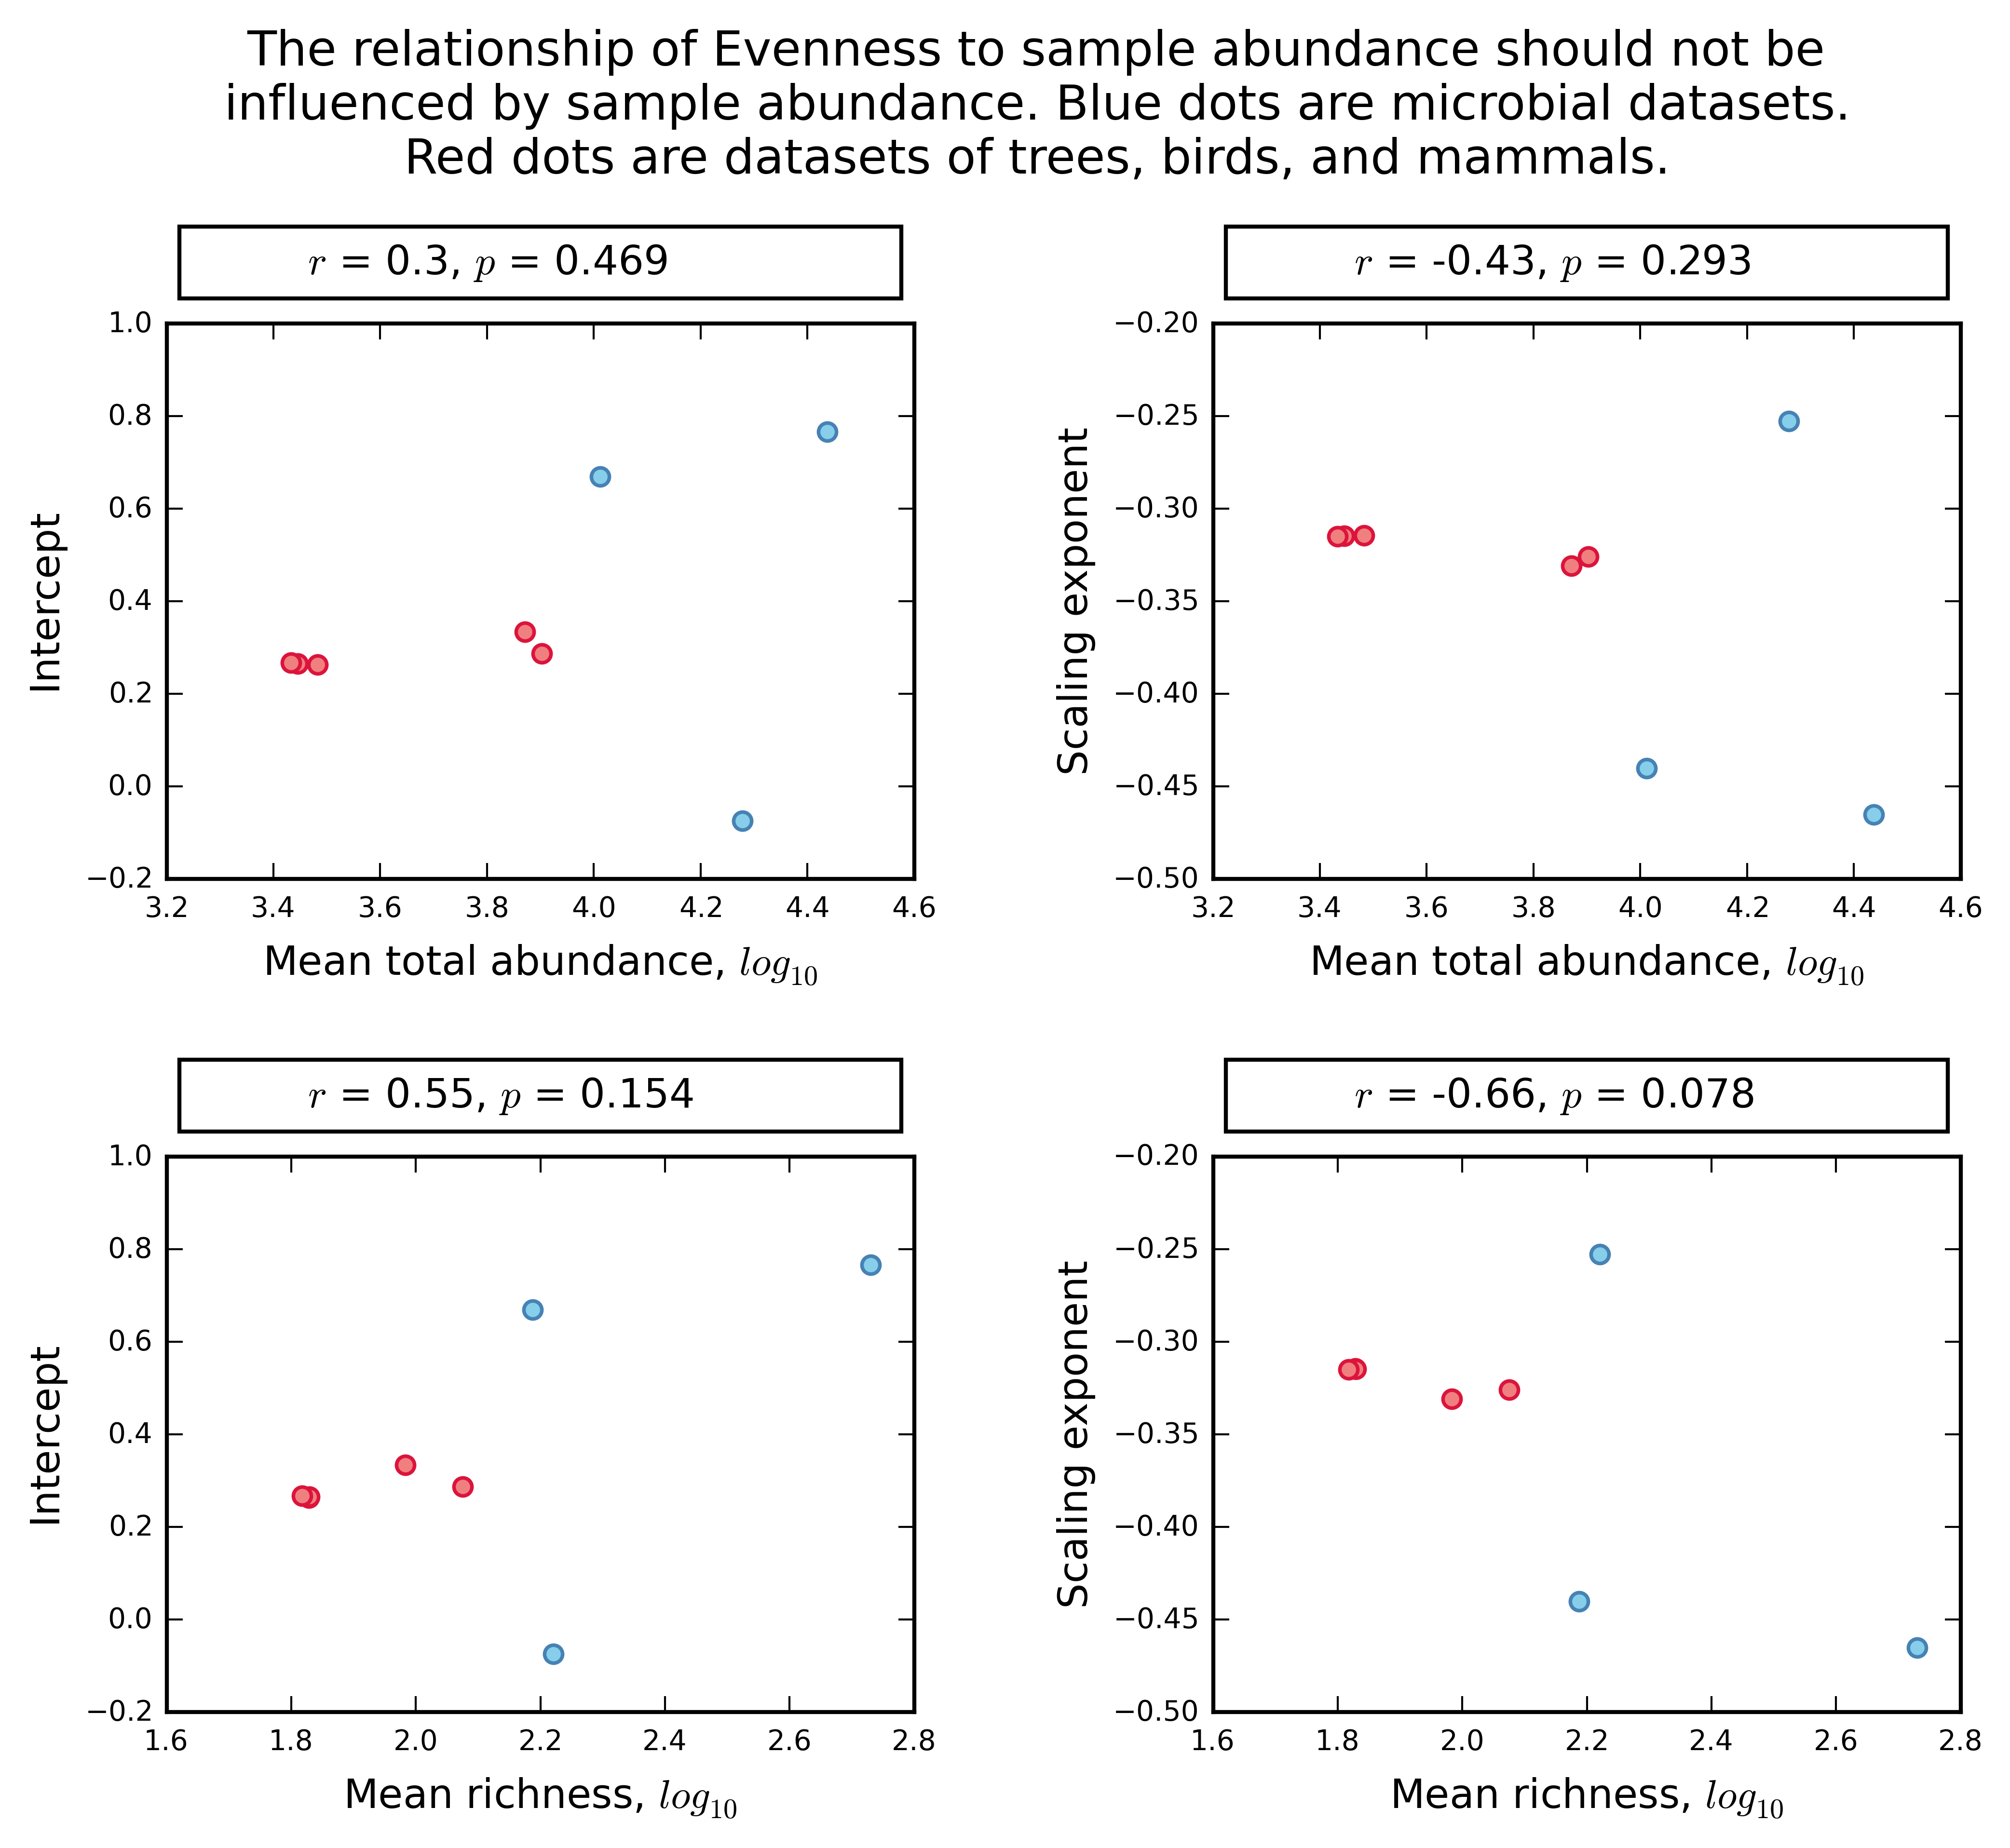 The relationship of Evenness to sample abundance should not be
influenced by sample abundance. Blue dots are microbial datasets.
Red dots are datasets of trees, birds, and mammals.
r = 0.3, p = 0.469
1.0
0.8
0.6
0.4
0.2
0.0
−0.2
Intercept
3.2 3.4 3.6 3.8 4.0 4.2 4.4 4.6
Mean total abundance, log10
r = -0.43, p = 0.293
−0.20
−0.25
−0.30
−0.35
−0.40
−0.45
−0.50
Scaling exponent
3.2 3.4 3.6 3.8 4.0 4.2 4.4 4.6
Mean total abundance, log10
r = 0.55, p = 0.154
1.0
0.8
0.6
0.4
0.2
0.0
−0.2
Intercept
1.6 1.8 2.0 2.2 2.4 2.6 2.8
Mean richness, log10
r = -0.66, p = 0.078
−0.20
−0.25
−0.30
−0.35
−0.40
−0.45
−0.50
Scaling exponent
1.6 1.8 2.0 2.2 2.4 2.6 2.8
Mean richness, log10